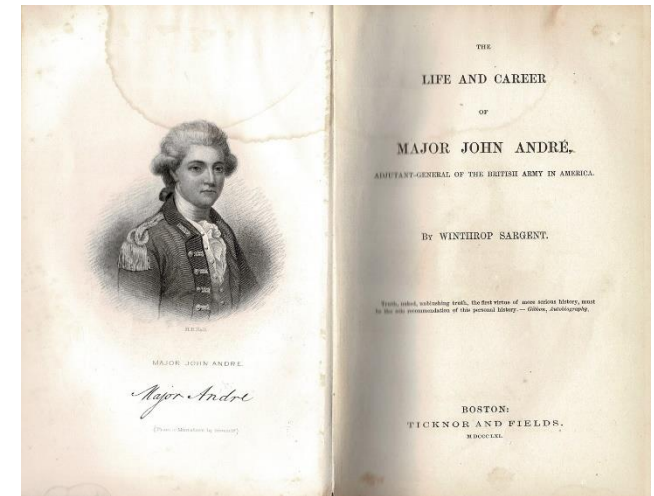 H.B.Hall
MAJOR JOHN ANDRE.
Major André
THE
LIFE AND CAREER
OF
MAJOR JOHN ANDRÉ,
ADJUTANT-GENERAL OF THE BRITISH ARMY IN AMERICA.
BY WINTHROP SARGENT.
Truth, naked, unblushing truth, the first virtue of more serious history, must
be the sole recommendation of this personal history. — Gibbon, Autobiography.
BOSTON:
TICKNOR AND FIELDS.
MDCCCLXI.